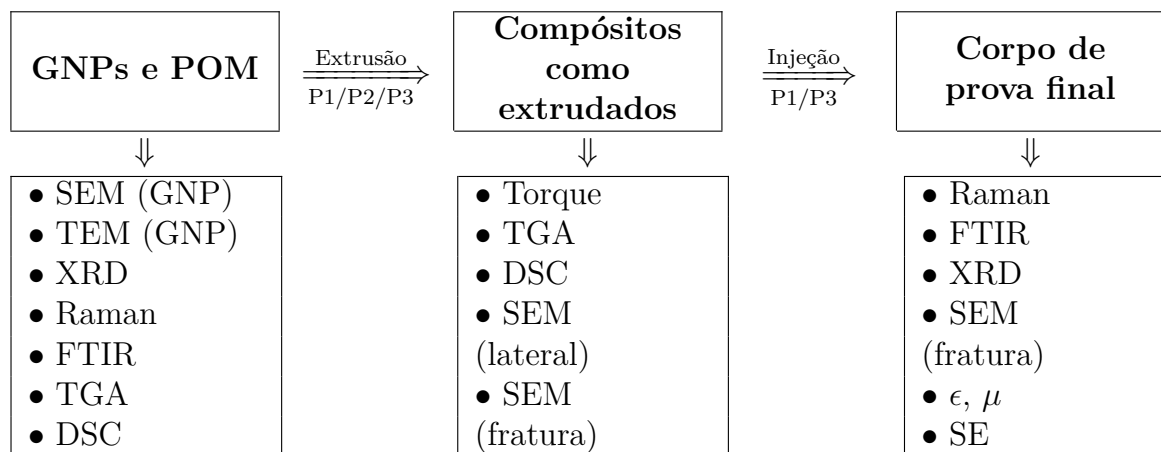 GNPs e POM
Extrusão
P1/P2/P3
Compósitos
como
extrudados
Injeção
P1/P3
Corpo de
prova final
⇓
⇓
⇓
• SEM (GNP)
• TEM (GNP)
• XRD
• Raman
• FTIR
• TGA
• DSC
• Torque
• TGA
• DSC
• SEM
(lateral)
• SEM
(fratura)
• Raman
• FTIR
• XRD
• SEM
(fratura)
• ϵ, μ
• SE